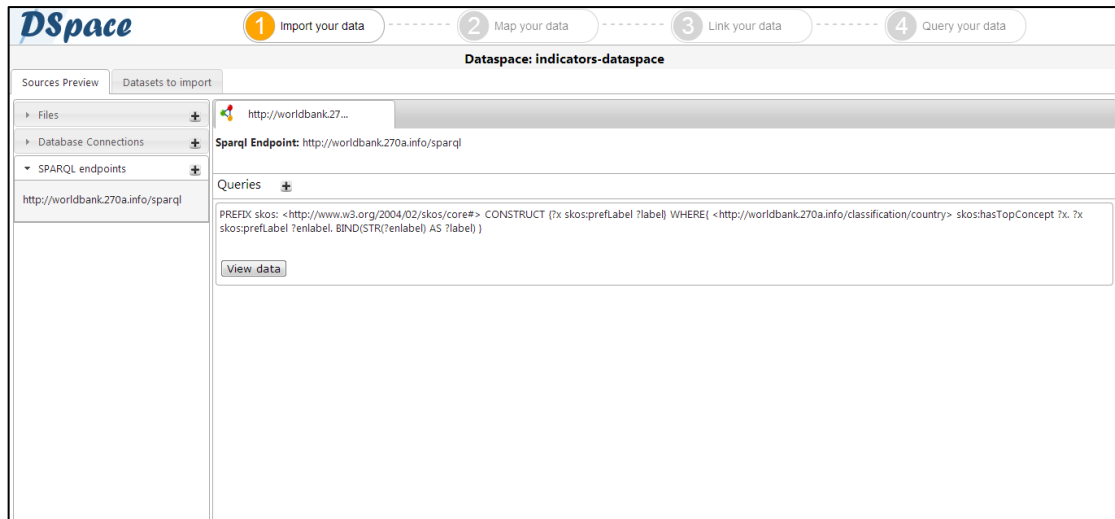 DSpace
1 Import your data
2 Map your data
3 Link your data
4 Query your data
Dataspace: indicators-dataspace
Sources Preview
Datasets to import
Files
http://worldbank.27...
Database Connections
Sparql Endpoint: http://worldbank.270a.info/sparql
SPARQL endpoints
Queries
http://worldbank.270a.info/sparql
PREFIX skos: <http://www.w3.org/2004/02/skos/core#> CONSTRUCT {?x skos:prefLabel ?label} WHERE{ <http://worldbank.270a.info/classification/country> skos:hasTopConcept ?x. ?x
skos:prefLabel ?enlabel. BIND(STR(?enlabel) AS ?label) }
View data